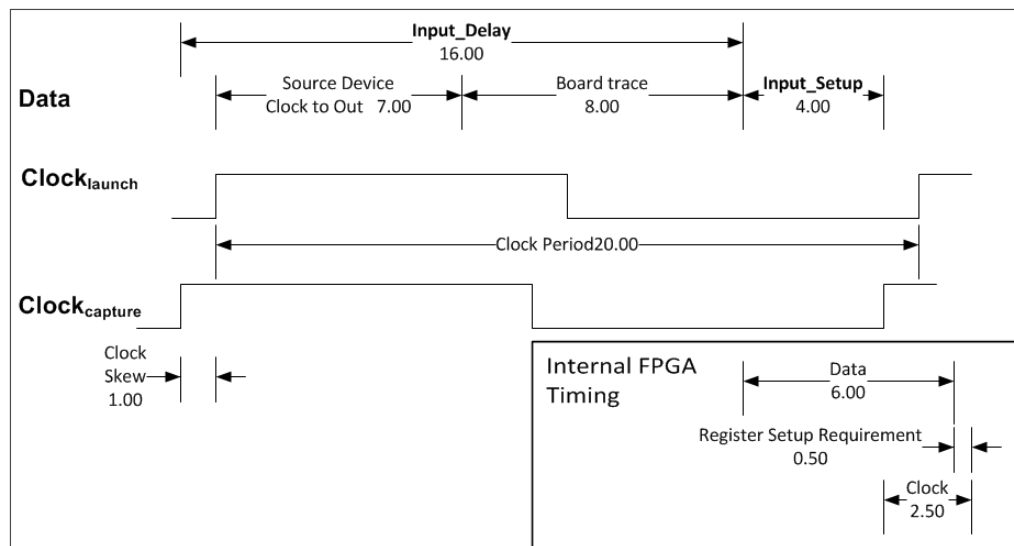 Input_Delay
16.00
Data
Source Device
Clock to Out 7.00
Board trace
8.00
Input_Setup
4.00
Clocklaunch
Clock Period20.00
Clockcapture
Clock
Skew
1.00
Internal FPGA
Timing
Data
6.00
Register Setup Requirement
0.50
Clock
2.50